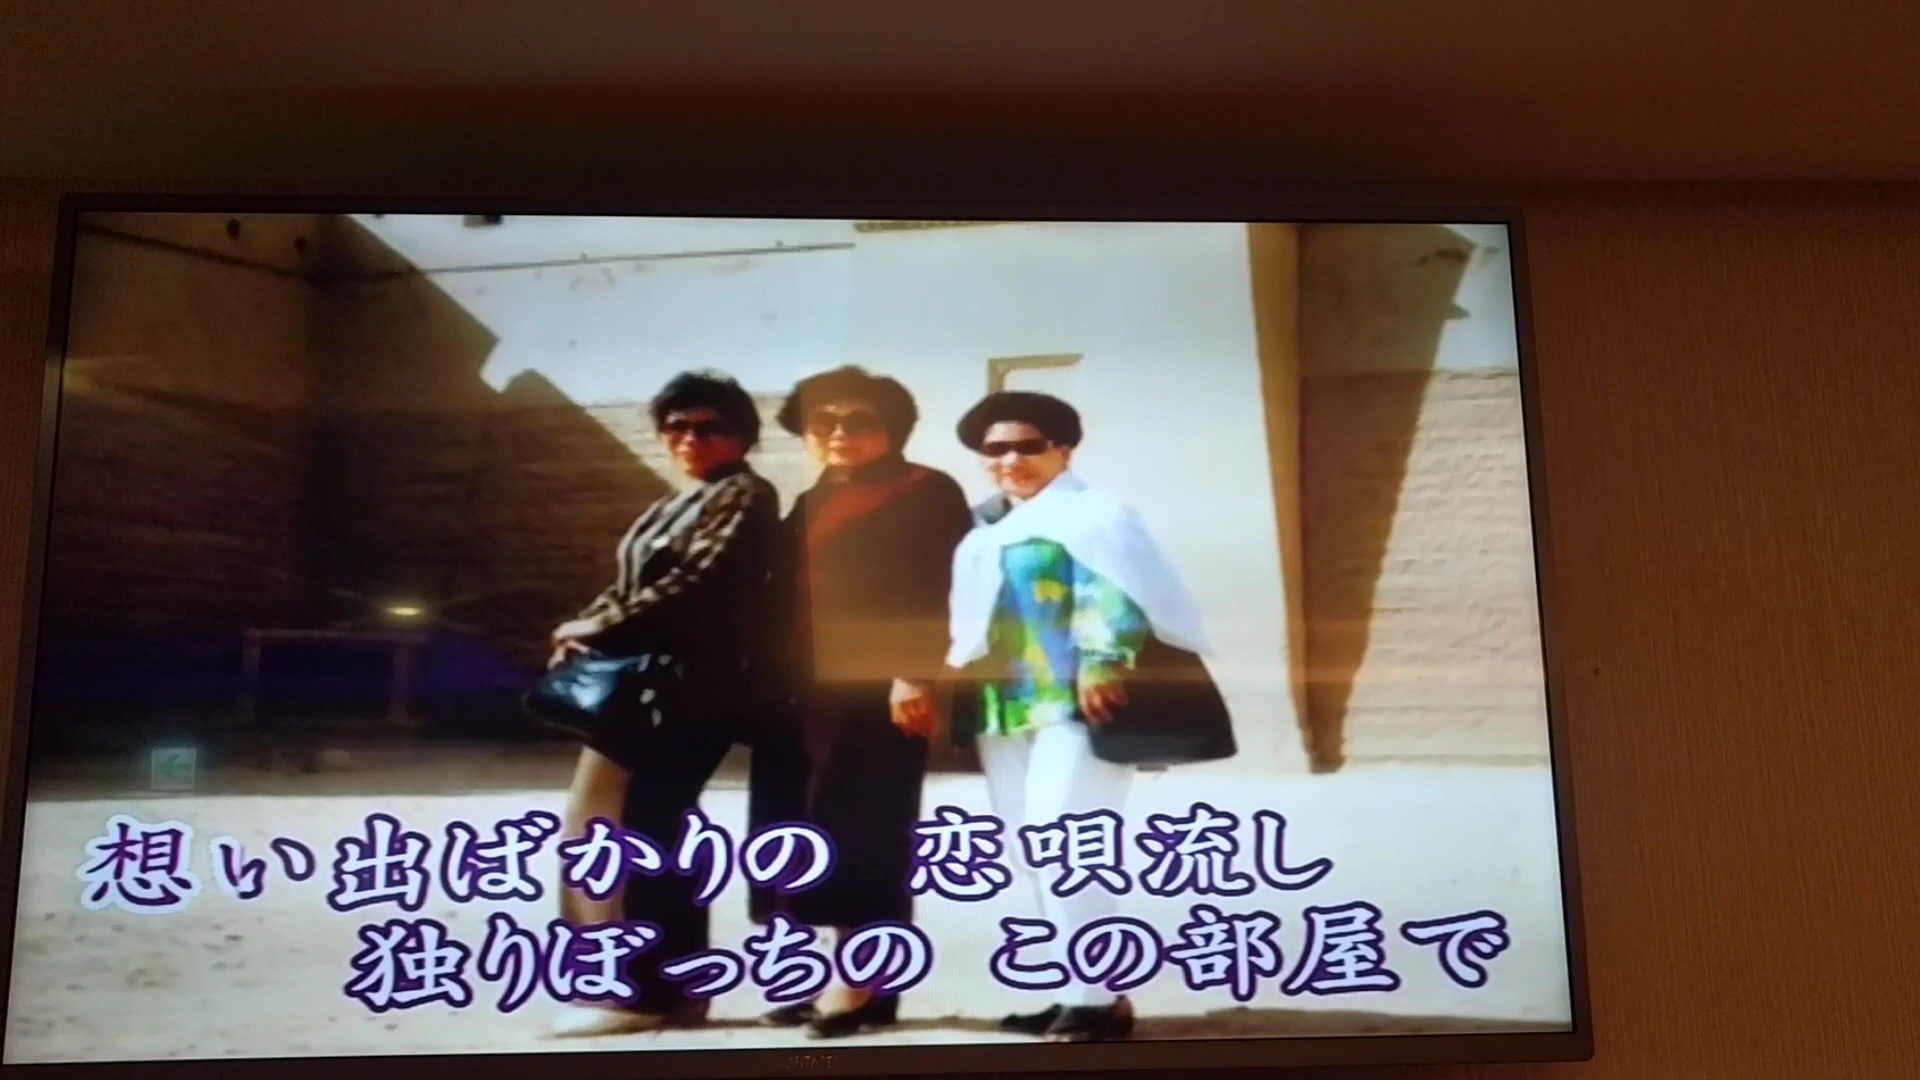 想い出ばかりの 恋唄流し
独りぼっちの この部屋で